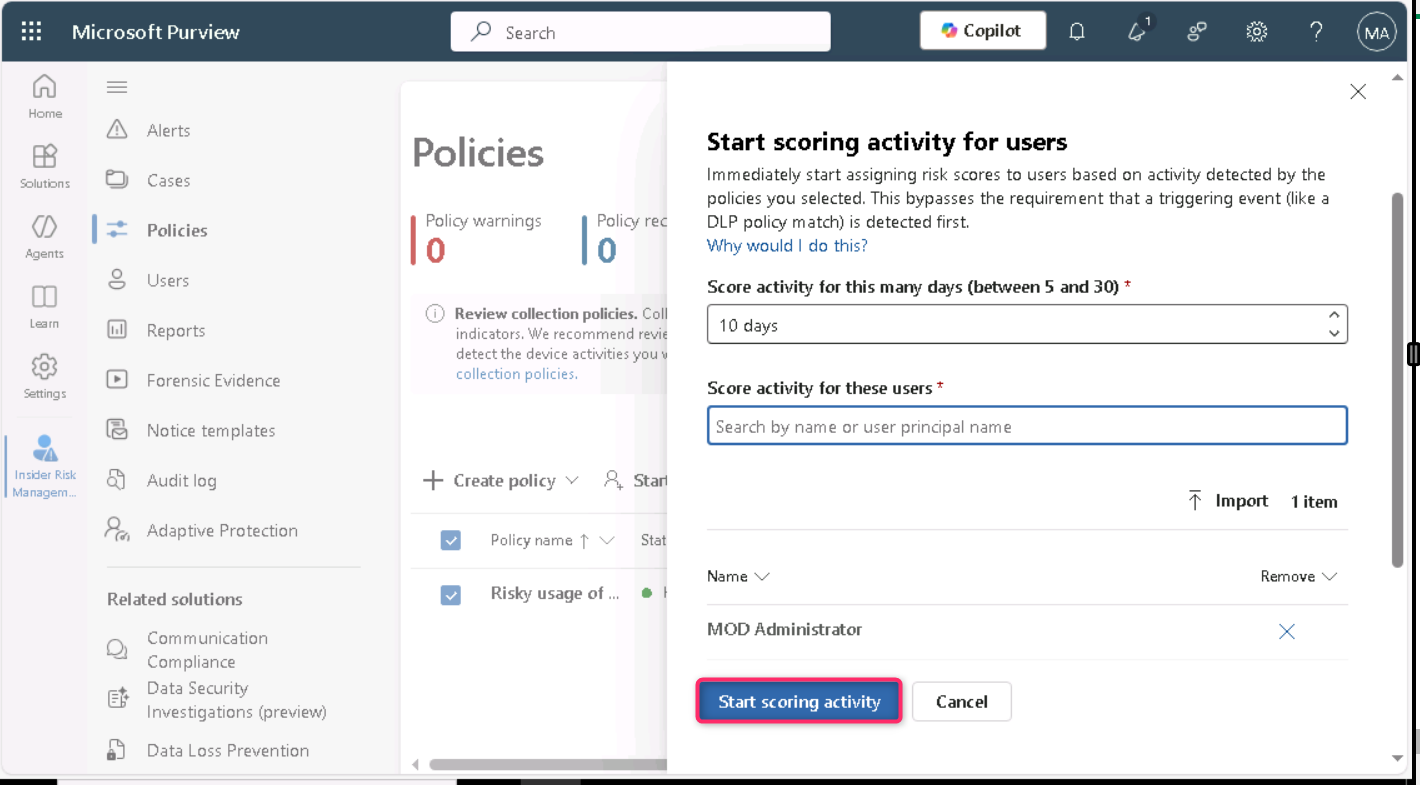 Microsoft Purview
Search
Copilot
1
MA
Home
Solutions
Agents
Learn
Settings
Insider Risk
Managem...
Alerts
Cases
Policies
Users
Reports
Forensic Evidence
Notice templates
Audit log
Adaptive Protection
Related solutions
Communication
Compliance
Data Security
Investigations (preview)
Data Loss Prevention
Policies
Policy warnings
0
Policy rec
0
Review collection policies. Coll
indicators. We recommend revie
detect the device activities you w
collection policies.
Create policy
Start
Policy name
Stat
Risky usage of ...
Start scoring activity for users
Immediately start assigning risk scores to users based on activity detected by the
policies you selected. This bypasses the requirement that a triggering event (like a
DLP policy match) is detected first.
Why would I do this?
Score activity for this many days (between 5 and 30) *
10 days
Score activity for these users *
Search by name or user principal name
Import 1 item
Name Remove
MOD Administrator
Start scoring activity Cancel